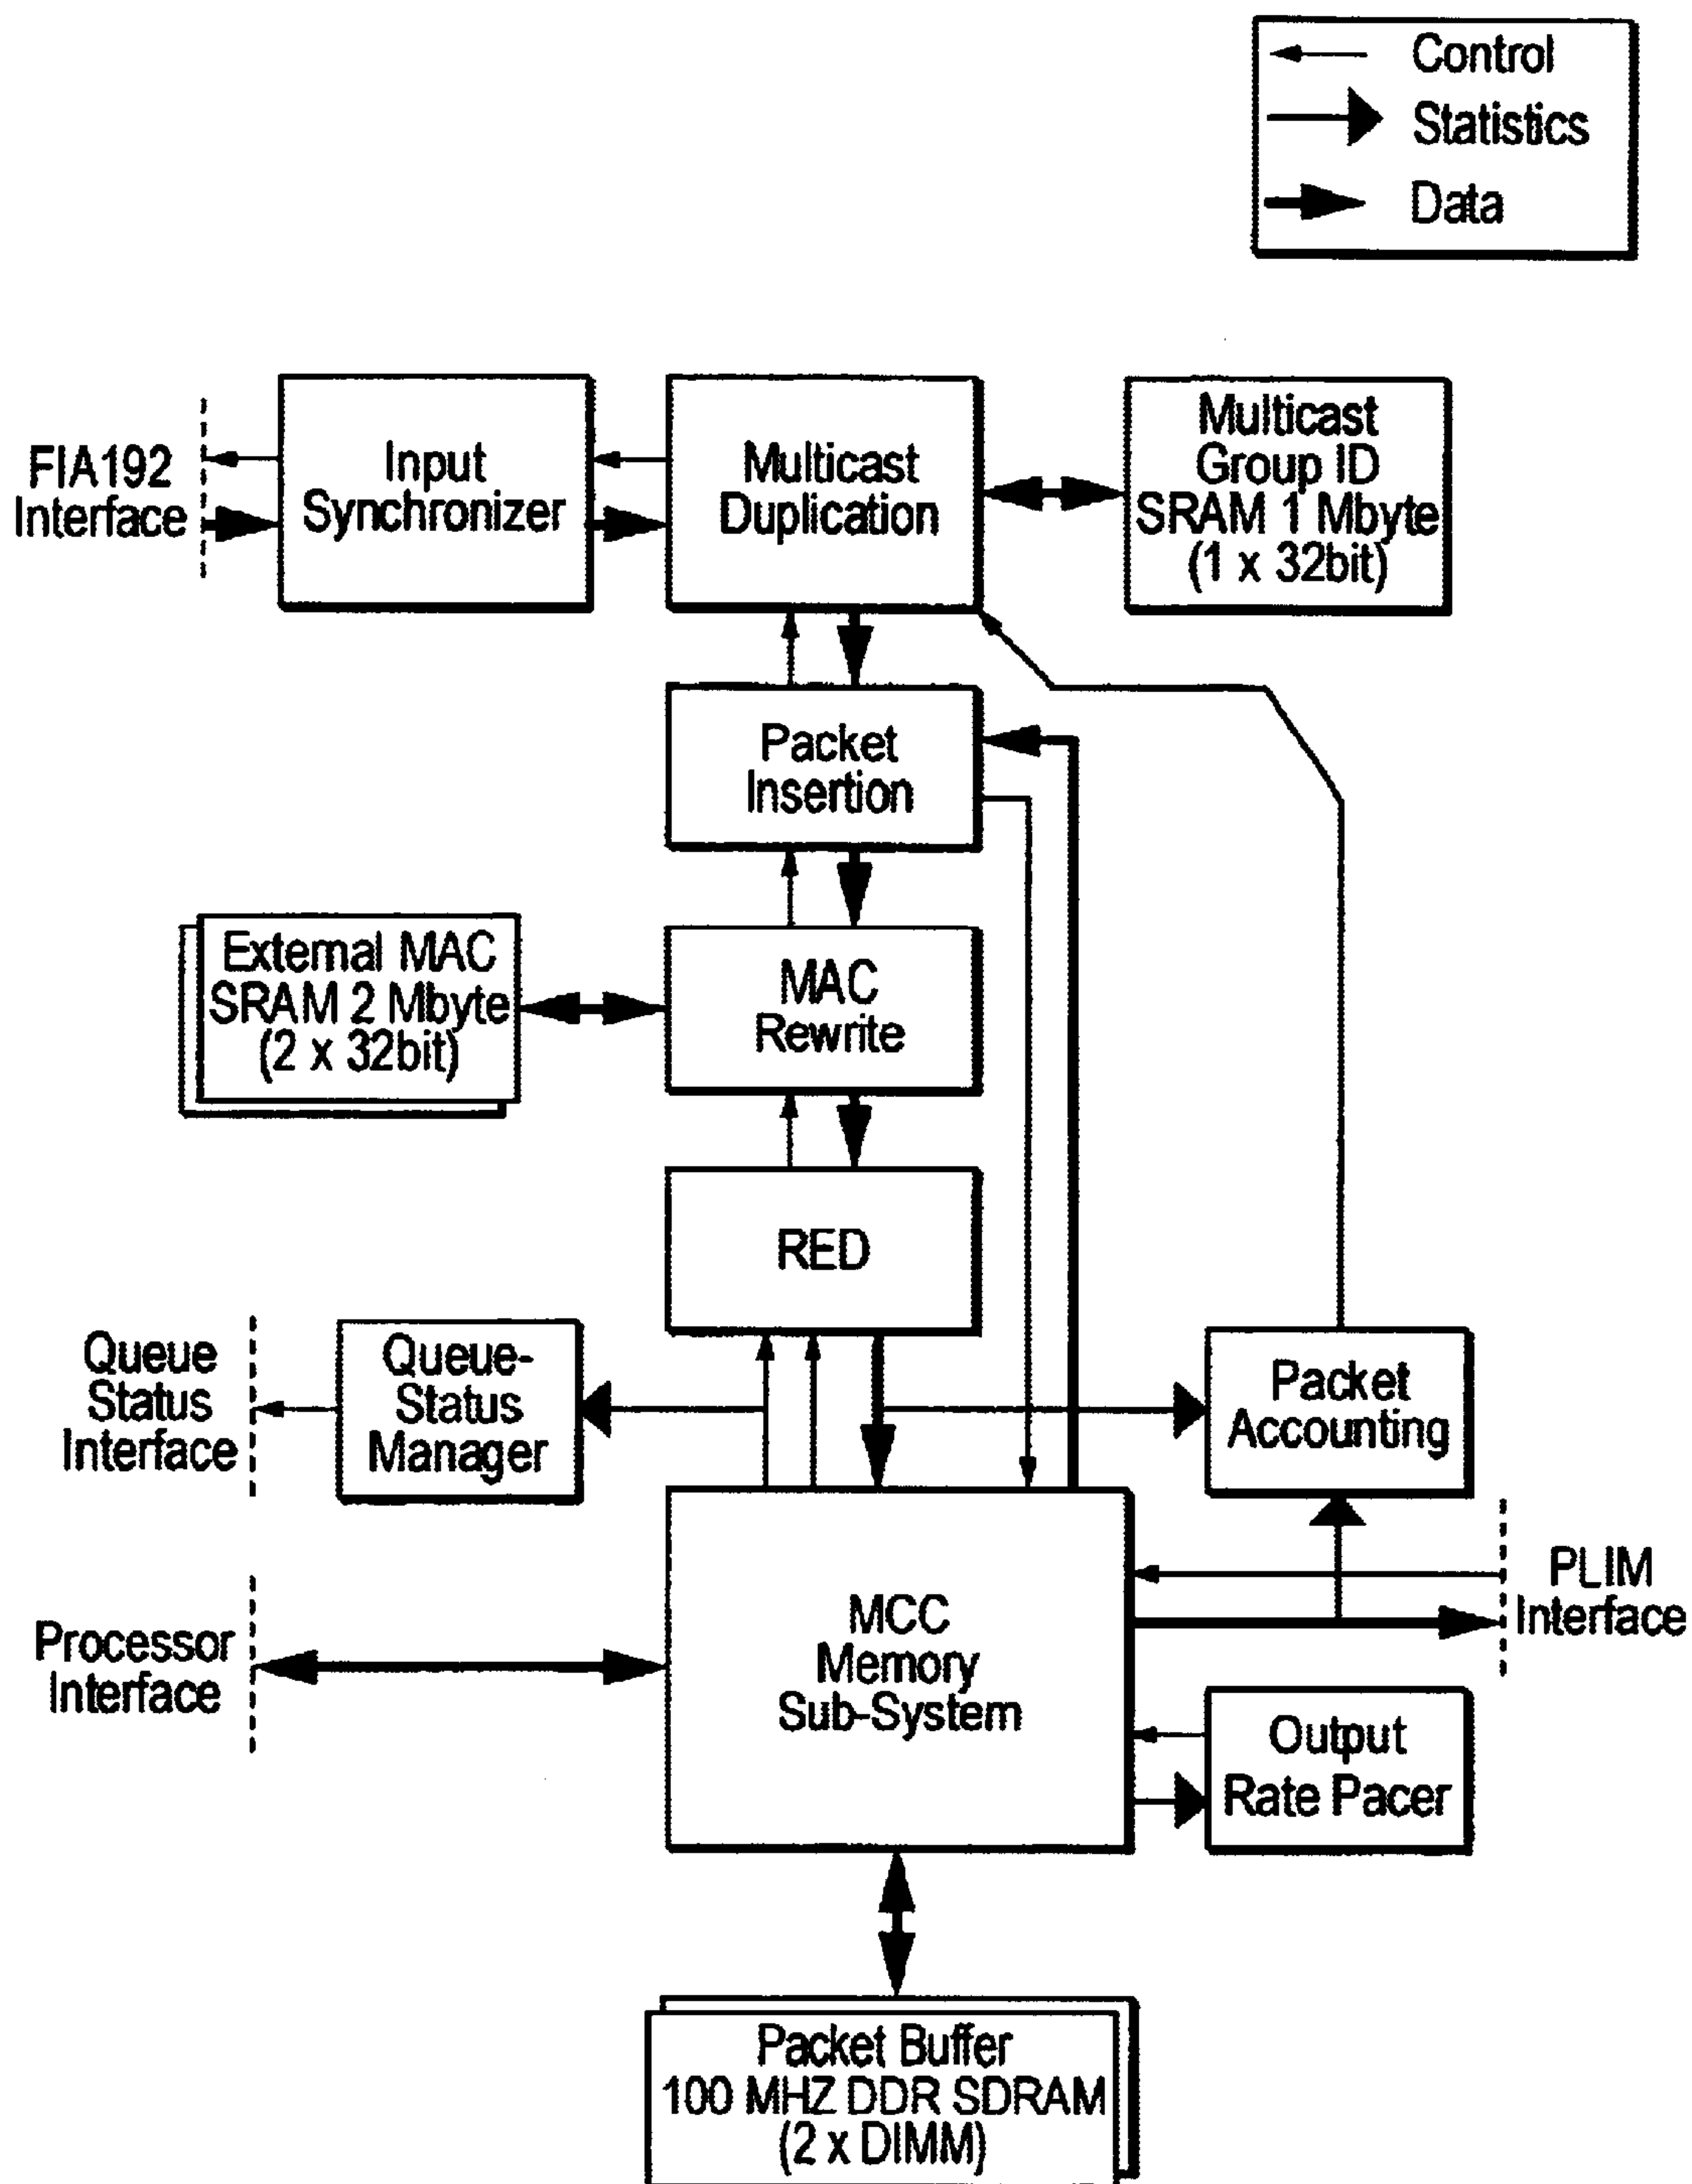 Control
Statistics
Data
FIA192
Interface
Input
Synchronizer
Multicast
Duplication
Multicast
Group ID
SRAM 1 Mbyte
(1 x 32bit)
Packet
Insertion
External MAC
SRAM 2 Mbyte
(2 x 32bit)
MAC
Rewrite
RED
Queue
Status
Interface
Queue-
Status
Manager
Packet
Accounting
Processor
Interface
MCC
Memory
Sub-System
PLIM
Interface
Output
Rate Pacer
Packet Buffer
100 MHZ DDR SDRAM
(2 x DIMM)